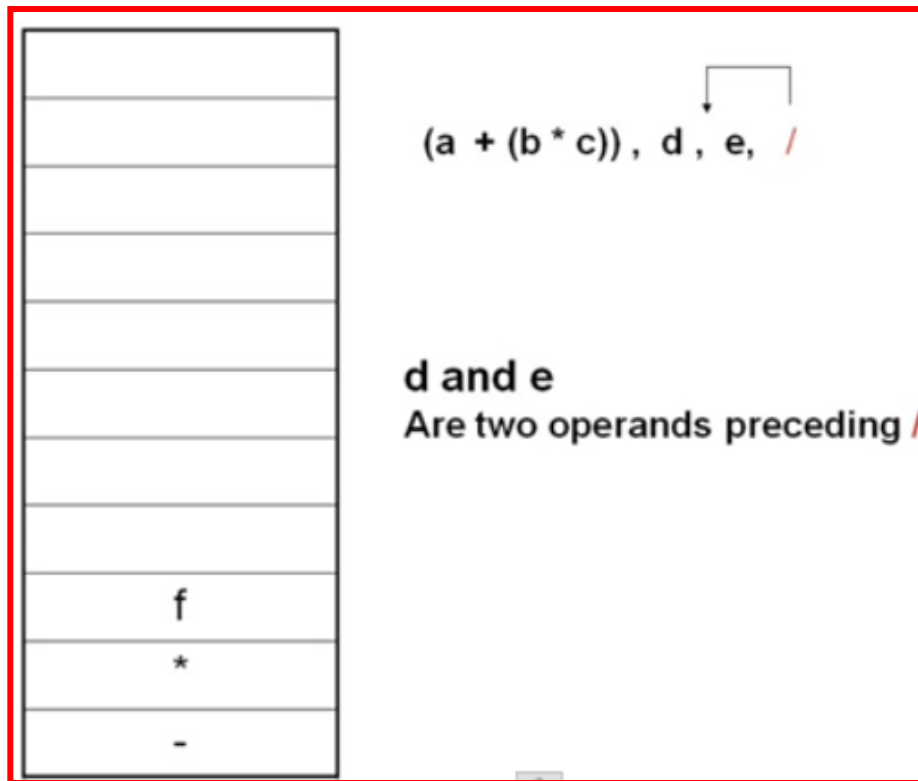 (a + (b * c)) , d , e, /
d and e
Are two operands preceding /
f
*
-